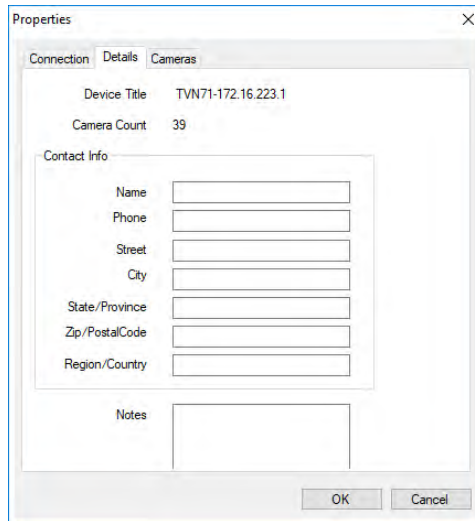 Properties
Connection Details Cameras
Device Title TVN71-172.16.223.1
Camera Count 39
Contact Info
Name
Phone
Street
City
State/Province
Zip/PostalCode
Region/Country
Notes
OK Cancel